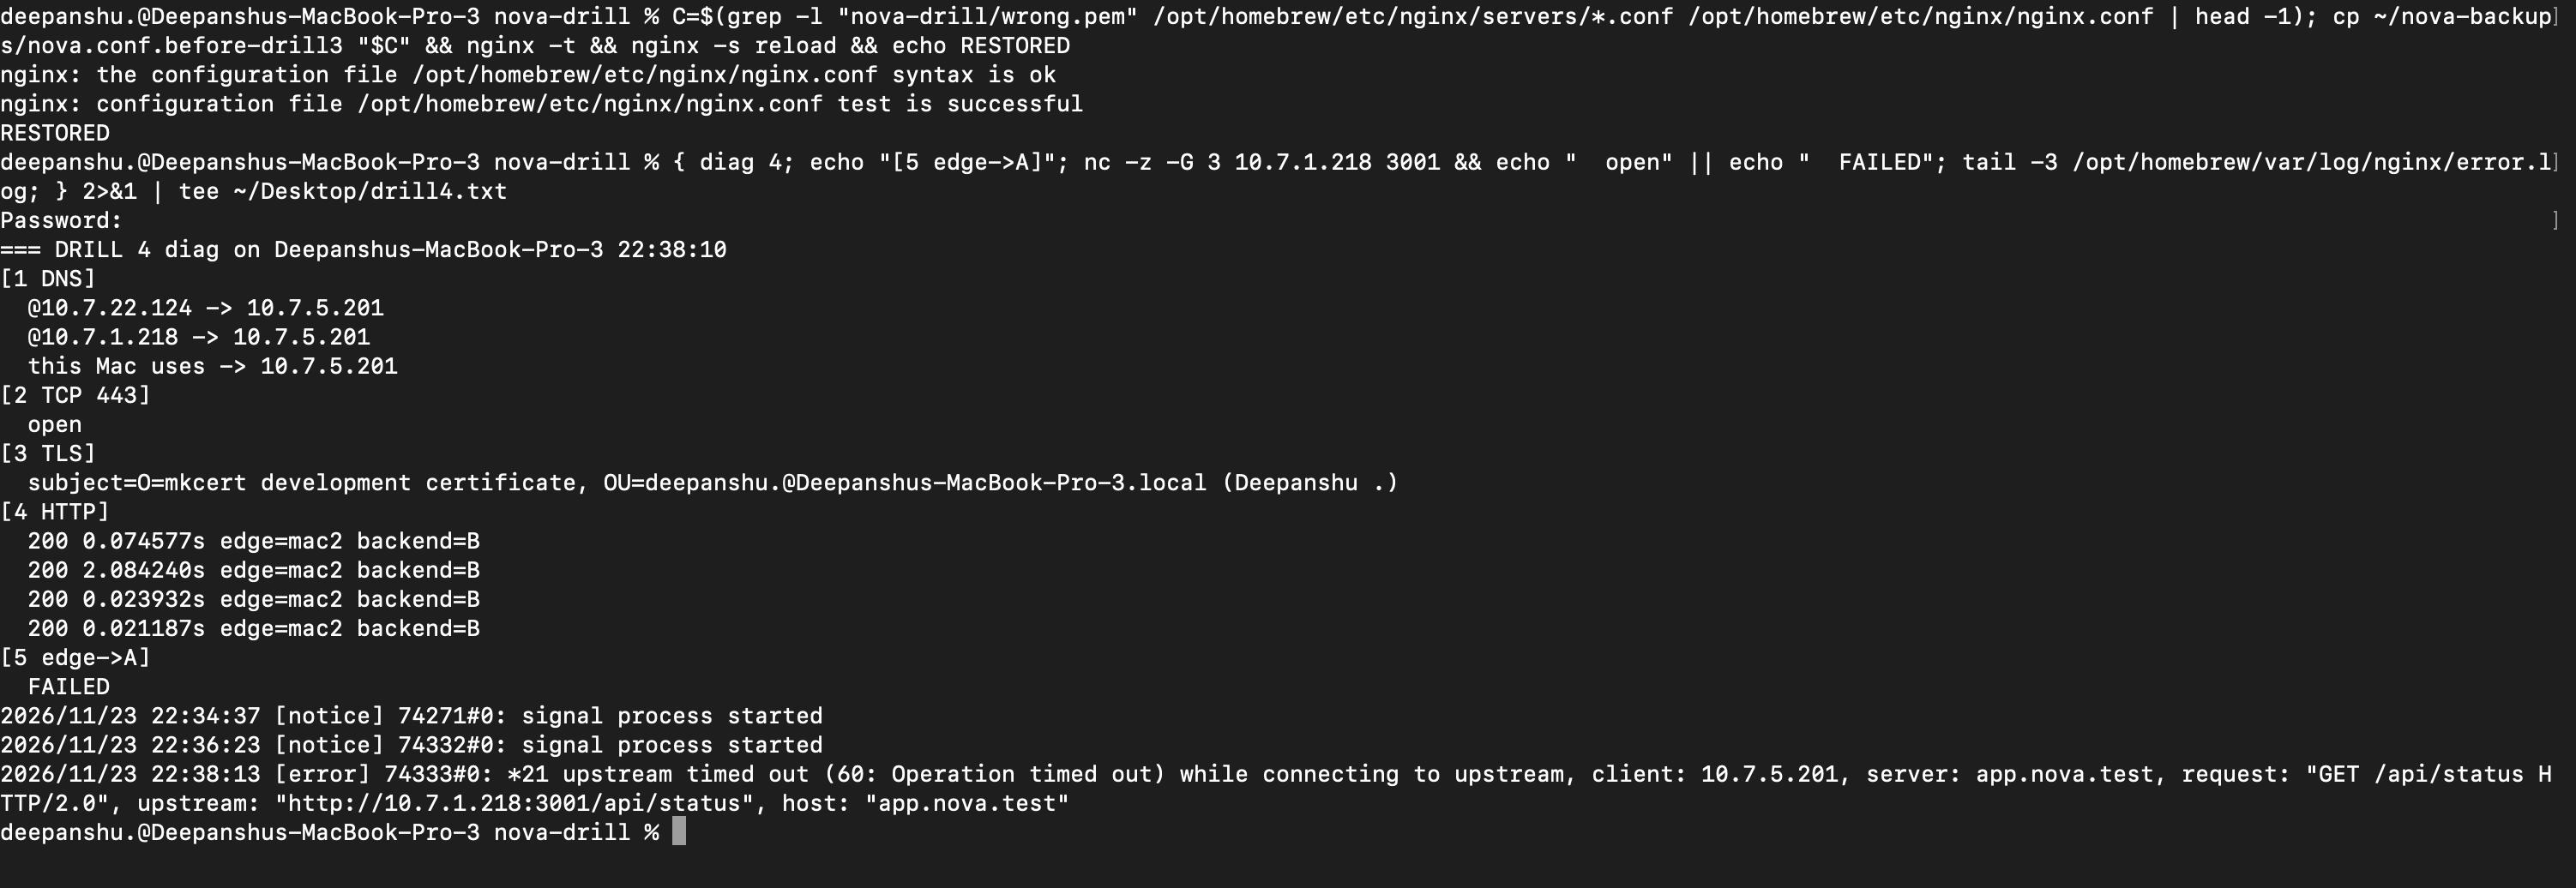 deepanshu.@Deepanshus-MacBook-Pro-3 nova-drill % C=$(grep -l "nova-drill/wrong.pem" /opt/homebrew/etc/nginx/servers/*.conf /opt/homebrew/etc/nginx/nginx.conf | head -1); cp ~/nova-backup]
s/nova.conf.before-drill3 "$C" && nginx -t && nginx -s reload && echo RESTORED
nginx: the configuration file /opt/homebrew/etc/nginx/nginx.conf syntax is ok
nginx: configuration file /opt/homebrew/etc/nginx/nginx.conf test is successful
RESTORED
deepanshu.@Deepanshus-MacBook-Pro-3 nova-drill % { diag 4; echo "[5 edge->A]"; nc -z -G 3 10.7.1.218 3001 && echo "  open" || echo "  FAILED"; tail -3 /opt/homebrew/var/log/nginx/error.l]
og; } 2>&1 | tee ~/Desktop/drill4.txt
Password: ]
=== DRILL 4 diag on Deepanshus-MacBook-Pro-3 22:38:10
[1 DNS]
  @10.7.22.124 -> 10.7.5.201
  @10.7.1.218 -> 10.7.5.201
  this Mac uses -> 10.7.5.201
[2 TCP 443]
  open
[3 TLS]
  subject=O=mkcert development certificate, OU=deepanshu.@Deepanshus-MacBook-Pro-3.local (Deepanshu .)
[4 HTTP]
  200 0.074577s edge=mac2 backend=B
  200 2.084240s edge=mac2 backend=B
  200 0.023932s edge=mac2 backend=B
  200 0.021187s edge=mac2 backend=B
[5 edge->A]
  FAILED
2026/11/23 22:34:37 [notice] 74271#0: signal process started
2026/11/23 22:36:23 [notice] 74332#0: signal process started
2026/11/23 22:38:13 [error] 74333#0: *21 upstream timed out (60: Operation timed out) while connecting to upstream, client: 10.7.5.201, server: app.nova.test, request: "GET /api/status H
TTP/2.0", upstream: "http://10.7.1.218:3001/api/status", host: "app.nova.test"
deepanshu.@Deepanshus-MacBook-Pro-3 nova-drill %